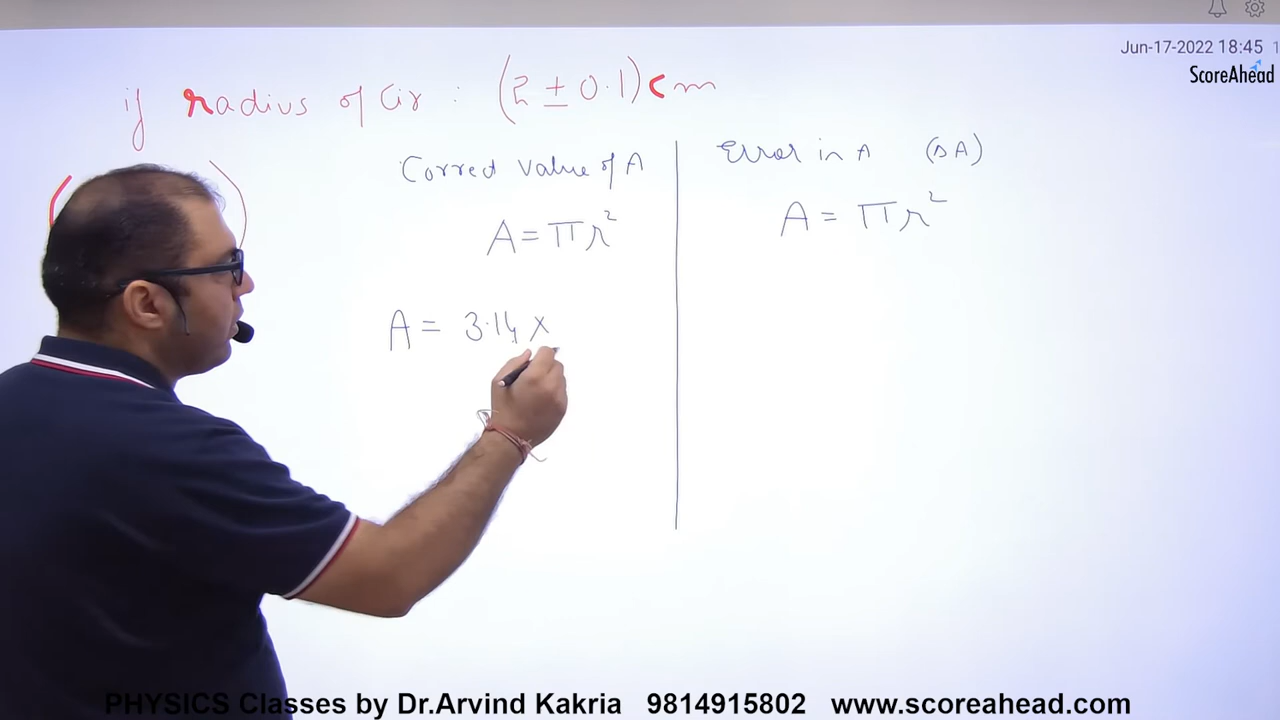 Jun-17-2022 18:45 1
ScoreAhead
if radius of Cir : (2 ± 0.1) cm
Correct Value of A
A = πr²
A = 3.14 ×
Error in A (ΔA)
A = πr²
PHYSICS Classes by Dr.Arvind Kakria 9814915802 www.scoreahead.com